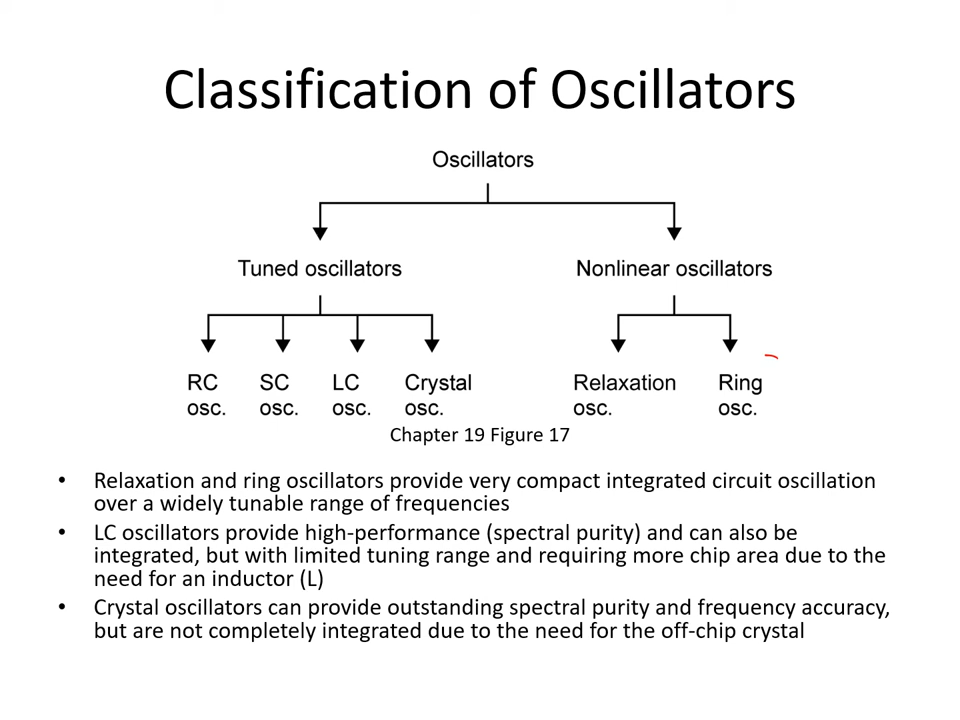 Classification of Oscillators
Oscillators
Tuned oscillators
Nonlinear oscillators
RC osc.
SC osc.
LC osc.
Crystal osc.
Relaxation osc.
Ring osc.
Chapter 19 Figure 17
• Relaxation and ring oscillators provide very compact integrated circuit oscillation
over a widely tunable range of frequencies
• LC oscillators provide high-performance (spectral purity) and can also be
integrated, but with limited tuning range and requiring more chip area due to the
need for an inductor (L)
• Crystal oscillators can provide outstanding spectral purity and frequency accuracy,
but are not completely integrated due to the need for the off-chip crystal